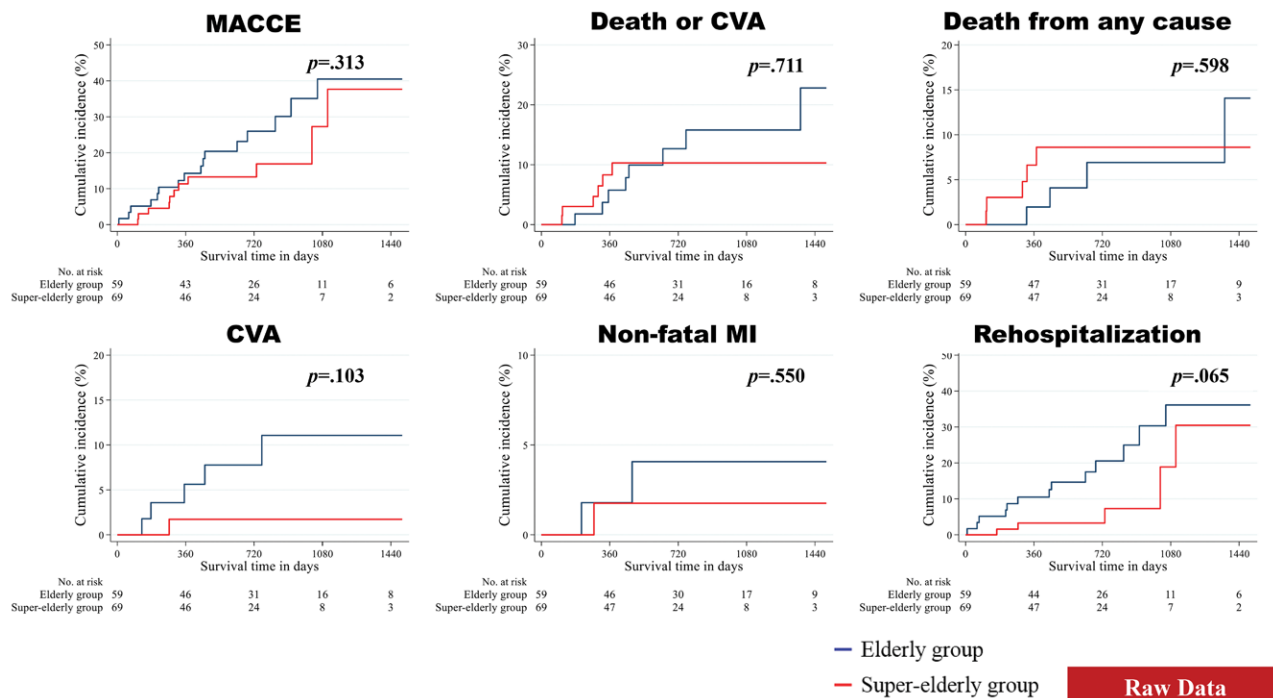 MACCE
Cumulative incidence (%)
50
40
30
20
10
0
p=.313
0 360 720 1080 1440
Survival time in days
No. at risk
Elderly group 59 43 26 11 6
Super-elderly group 69 46 24 7 2
Death or CVA
Cumulative incidence (%)
30
20
10
0
p=.711
0 360 720 1080 1440
Survival time in days
No. at risk
Elderly group 59 46 31 16 8
Super-elderly group 69 46 24 8 3
Death from any cause
Cumulative incidence (%)
20
15
10
5
0
p=.598
0 360 720 1080 1440
Survival time in days
No. at risk
Elderly group 59 47 31 17 9
Super-elderly group 69 47 24 8 3
CVA
Cumulative incidence (%)
20
15
10
5
0
p=.103
0 360 720 1080 1440
Survival time in days
No. at risk
Elderly group 59 46 31 16 8
Super-elderly group 69 46 24 8 3
Non-fatal MI
Cumulative incidence (%)
10
5
0
p=.550
0 360 720 1080 1440
Survival time in days
No. at risk
Elderly group 59 46 30 17 9
Super-elderly group 69 47 24 8 3
Rehospitalization
Cumulative incidence (%)
50
40
30
20
10
0
p=.065
0 360 720 1080 1440
Survival time in days
No. at risk
Elderly group 59 44 26 11 6
Super-elderly group 69 47 24 7 2
Elderly group
Super-elderly group
Raw Data